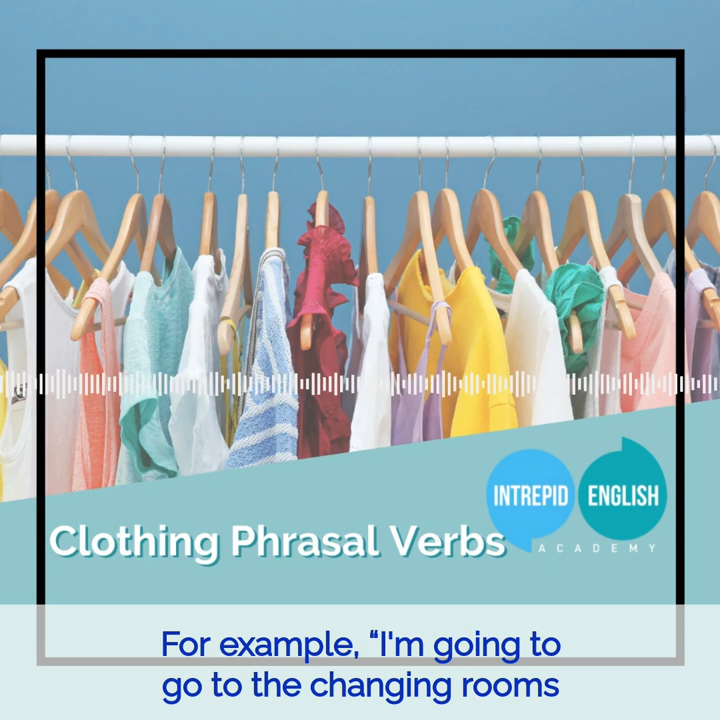 INTREPID
ENGLISH
ACADEMY
Clothing Phrasal Verbs
For example, “I'm going to
go to the changing rooms